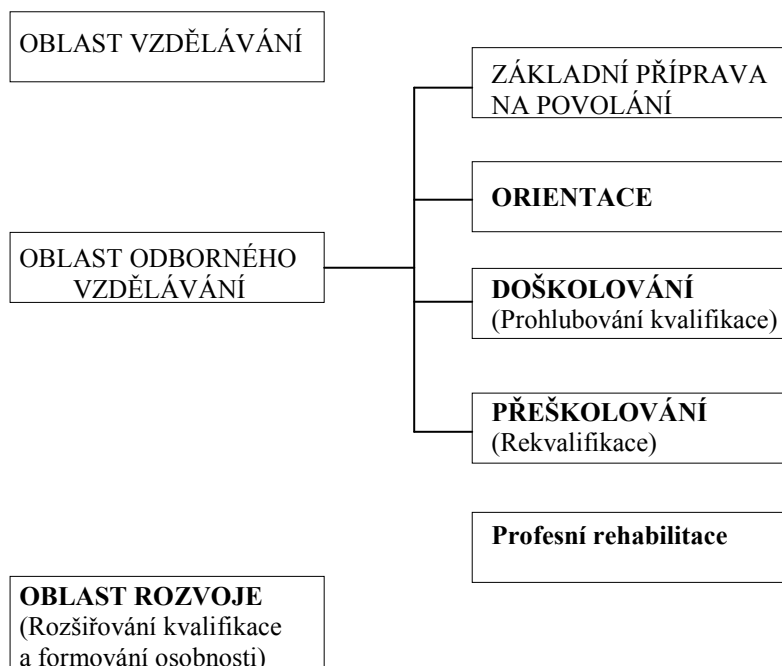 OBLAST VZDĚLÁVÁNÍ
ZÁKLADNÍ PŘÍPRAVA
NA POVOLÁNÍ
ORIENTACE
OBLAST ODBORNÉHO
VZDĚLÁVÁNÍ
DOŠKOLOVÁNÍ
(Prohlubování kvalifikace)
PŘEŠKOLOVÁNÍ
(Rekvalifikace)
Profesní rehabilitace
OBLAST ROZVOJE
(Rozšiřování kvalifikace
a formování osobnosti)